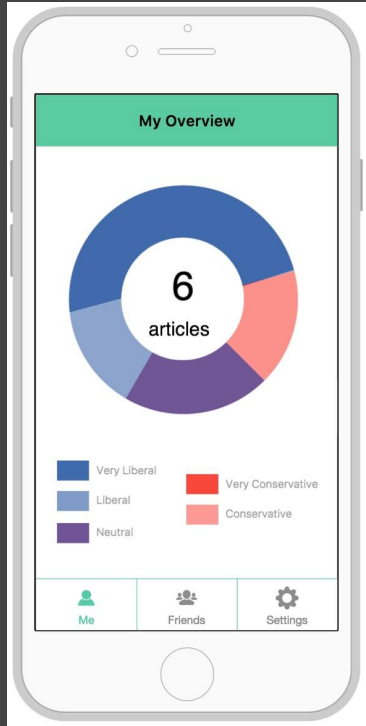 My Overview
6
articles
Very Liberal
Liberal
Neutral
Very Conservative
Conservative
Me
Friends
Settings